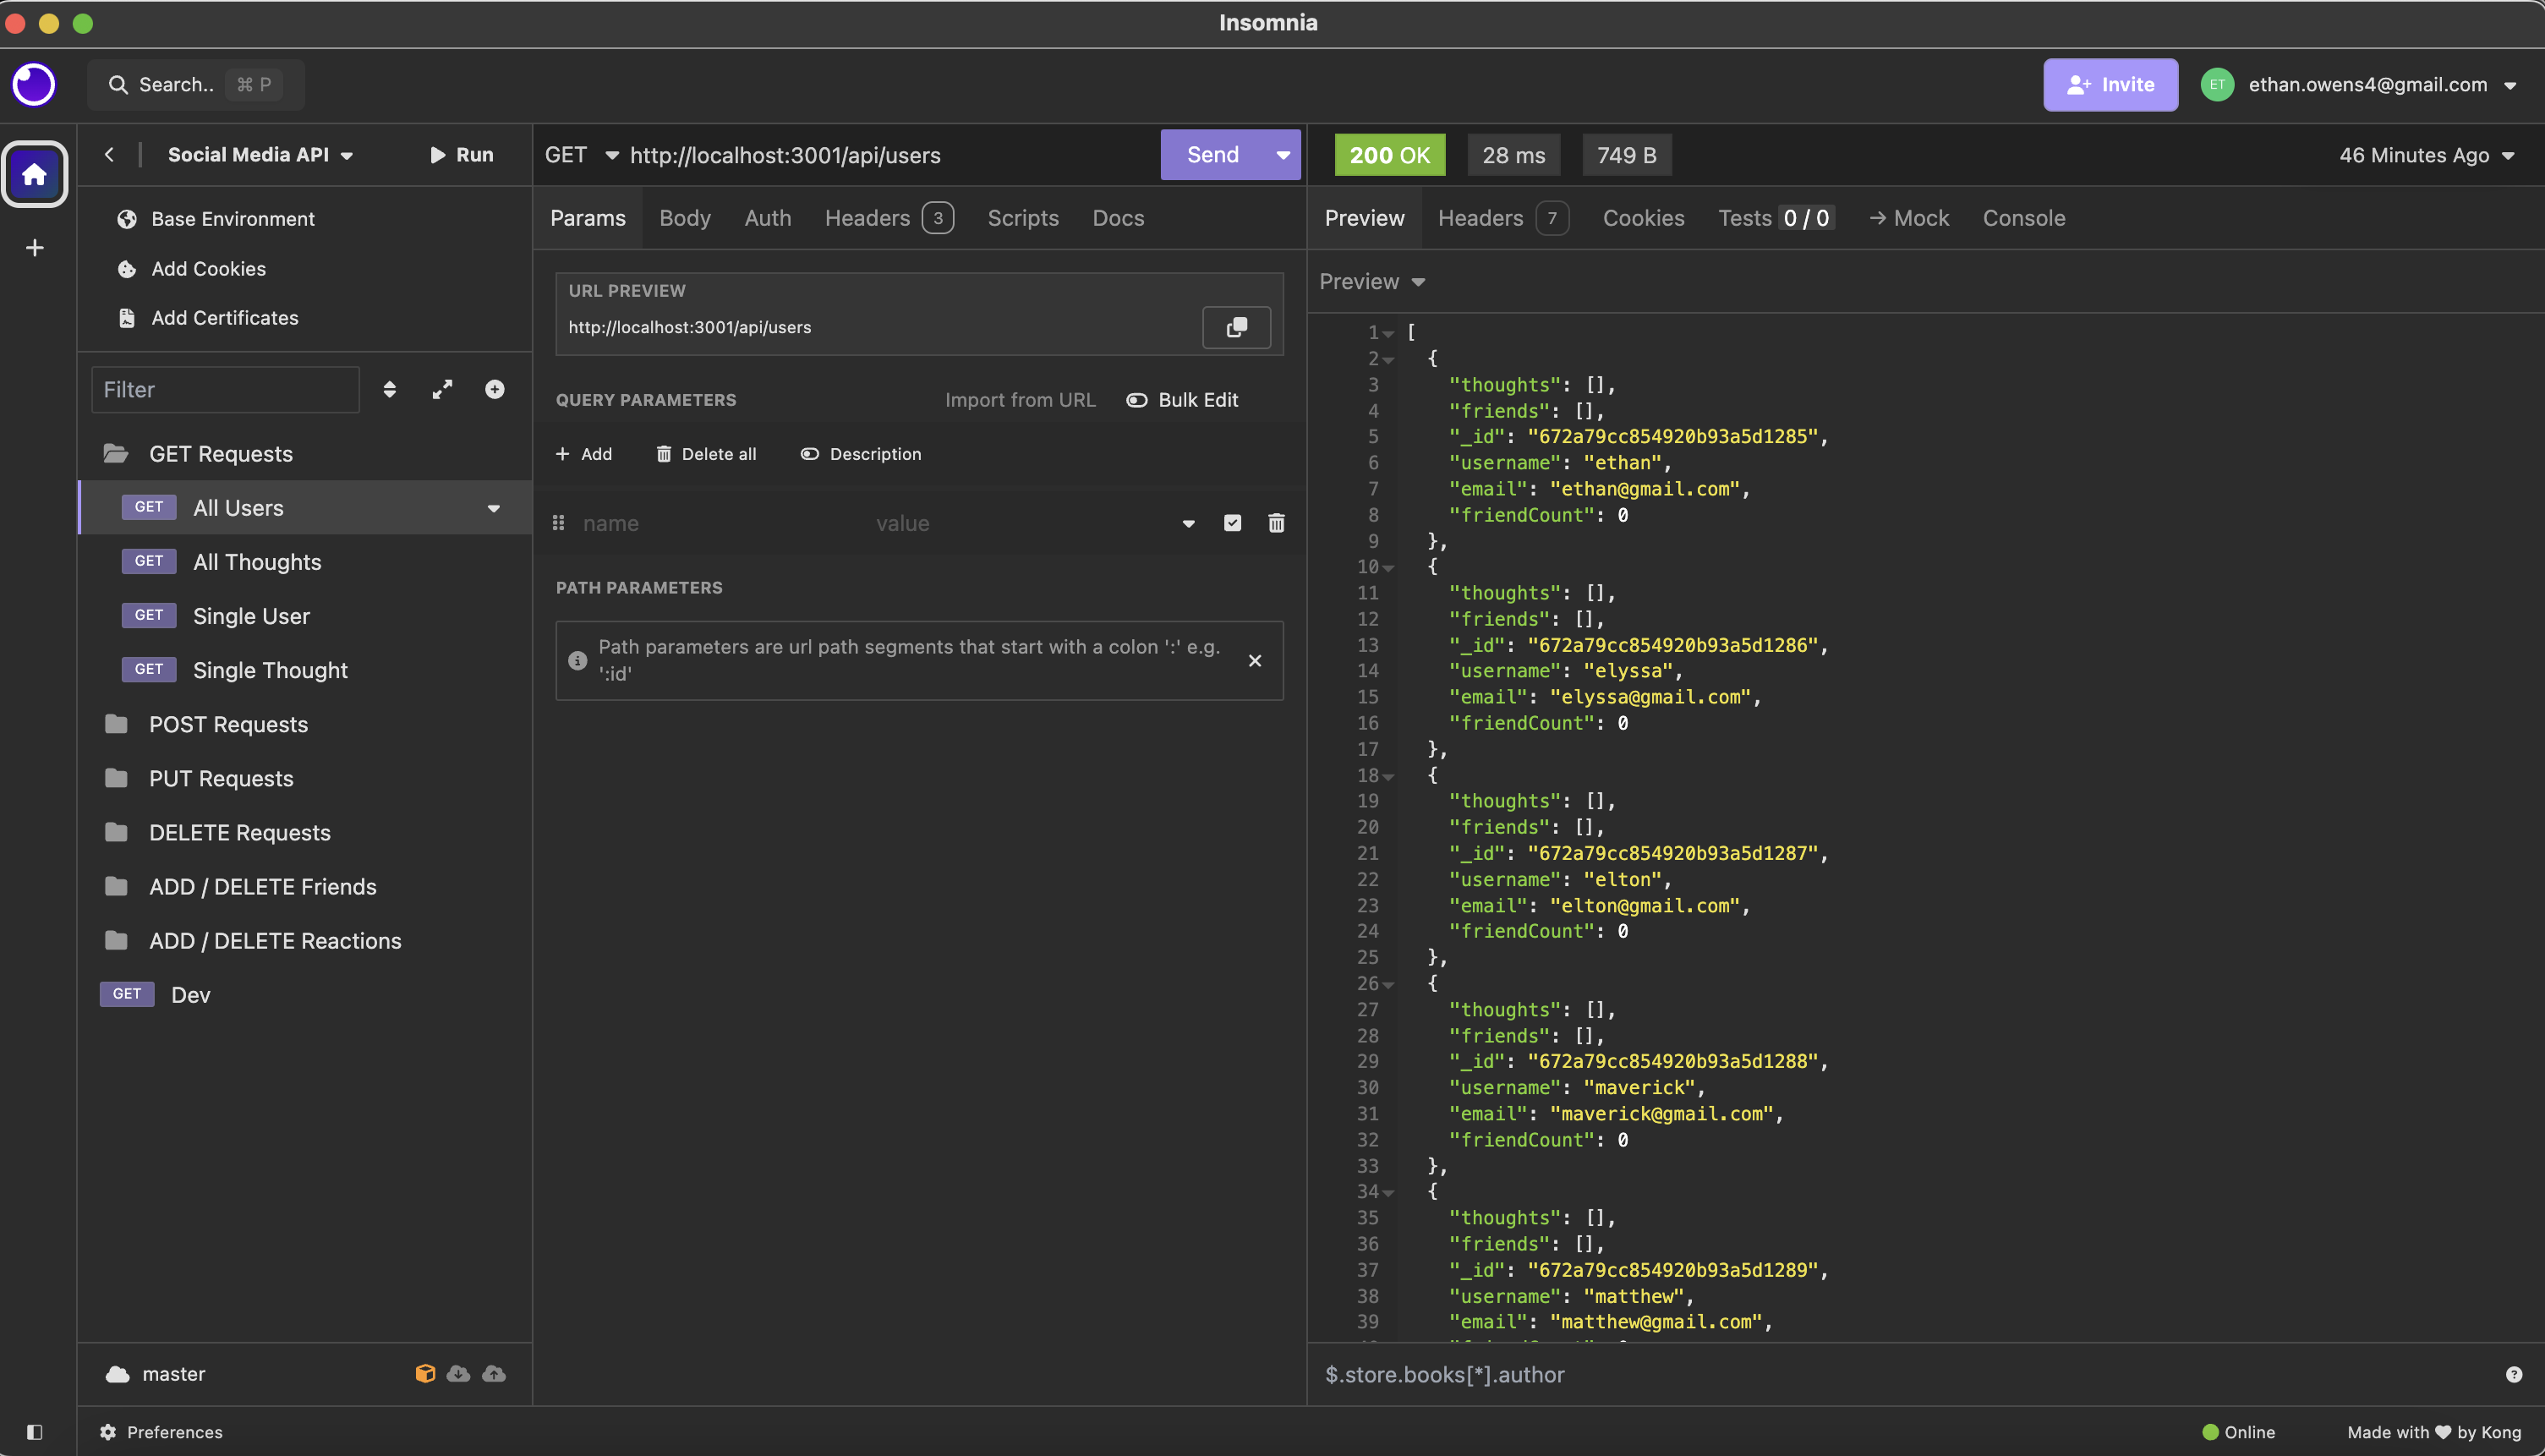 Insomnia
Search.. ⌘ P
Invite
ET
ethan.owens4@gmail.com
Social Media API
Run
Base Environment
Add Cookies
Add Certificates
Filter
GET Requests
GET All Users
GET All Thoughts
GET Single User
GET Single Thought
POST Requests
PUT Requests
DELETE Requests
ADD / DELETE Friends
ADD / DELETE Reactions
GET Dev
master
GET http://localhost:3001/api/users
Send
Params Body Auth Headers 3 Scripts Docs
URL PREVIEW
http://localhost:3001/api/users
QUERY PARAMETERS Import from URL Bulk Edit
+ Add Delete all Description
name value
PATH PARAMETERS
Path parameters are url path segments that start with a colon ':' e.g.
':id'
200 OK 28 ms 749 B 46 Minutes Ago
Preview Headers 7 Cookies Tests 0 / 0 → Mock Console
Preview
1 [
2 {
3 "thoughts": [],
4 "friends": [],
5 "_id": "672a79cc854920b93a5d1285",
6 "username": "ethan",
7 "email": "ethan@gmail.com",
8 "friendCount": 0
9 },
10 {
11 "thoughts": [],
12 "friends": [],
13 "_id": "672a79cc854920b93a5d1286",
14 "username": "elyssa",
15 "email": "elyssa@gmail.com",
16 "friendCount": 0
17 },
18 {
19 "thoughts": [],
20 "friends": [],
21 "_id": "672a79cc854920b93a5d1287",
22 "username": "elton",
23 "email": "elton@gmail.com",
24 "friendCount": 0
25 },
26 {
27 "thoughts": [],
28 "friends": [],
29 "_id": "672a79cc854920b93a5d1288",
30 "username": "maverick",
31 "email": "maverick@gmail.com",
32 "friendCount": 0
33 },
34 {
35 "thoughts": [],
36 "friends": [],
37 "_id": "672a79cc854920b93a5d1289",
38 "username": "matthew",
39 "email": "matthew@gmail.com",
$.store.books[*].author
Preferences
Online
Made with ♥ by Kong